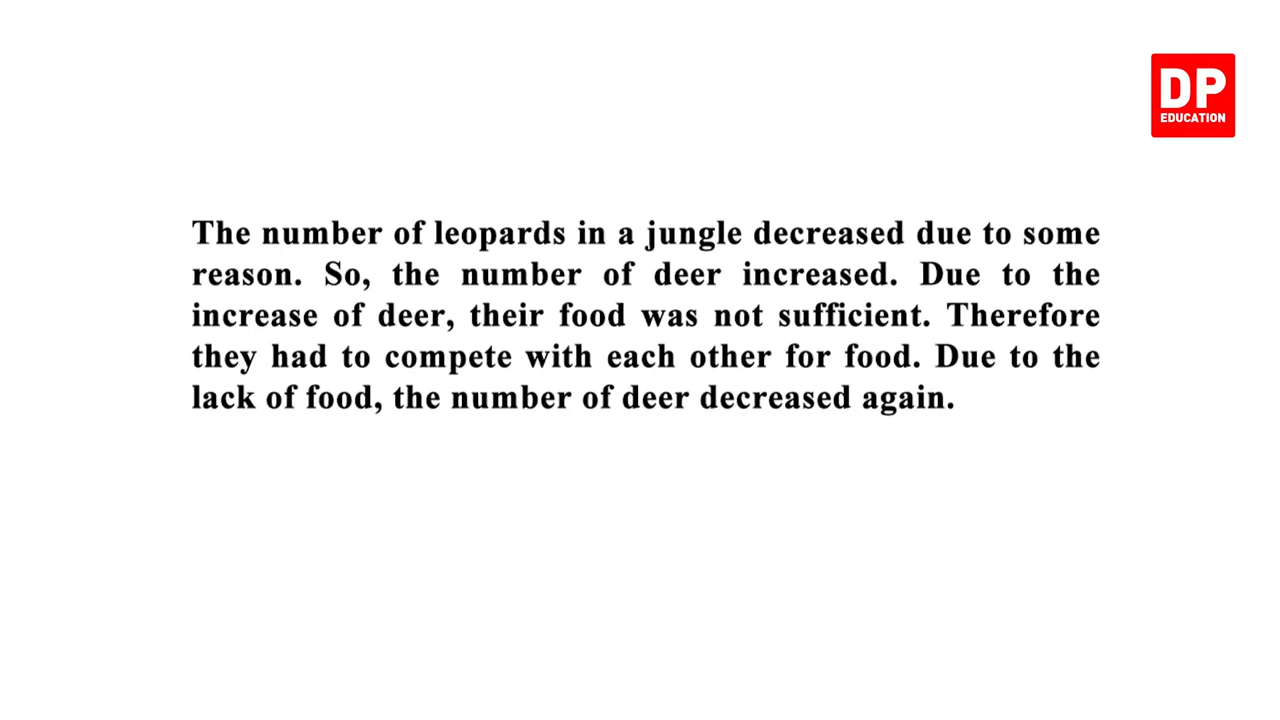 DP
EDUCATION
The number of leopards in a jungle decreased due to some
reason. So, the number of deer increased. Due to the
increase of deer, their food was not sufficient. Therefore
they had to compete with each other for food. Due to the
lack of food, the number of deer decreased again.